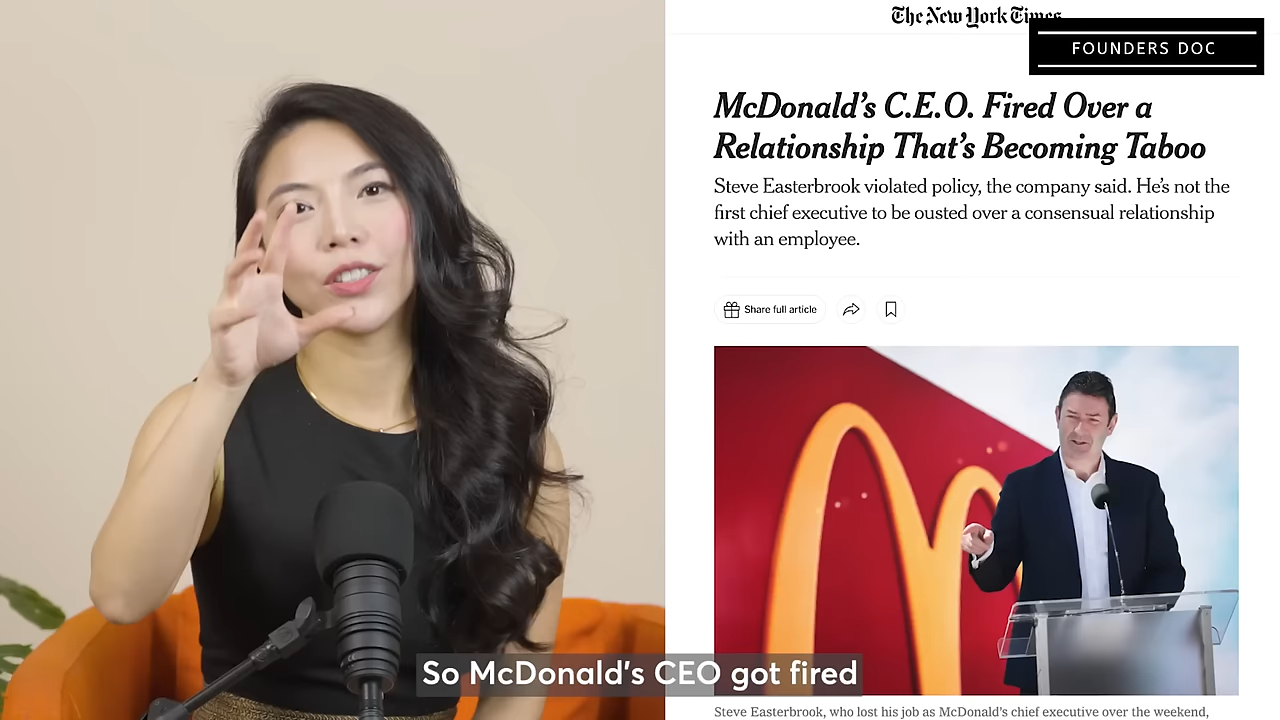 The New York Times
FOUNDERS DOC
McDonald's C.E.O. Fired Over a
Relationship That's Becoming Taboo
Steve Easterbrook violated policy, the company said. He's not the
first chief executive to be ousted over a consensual relationship
with an employee.
Share full article
So McDonald's CEO got fired
Steve Easterbrook, who lost his job as McDonald's chief executive over the weekend,